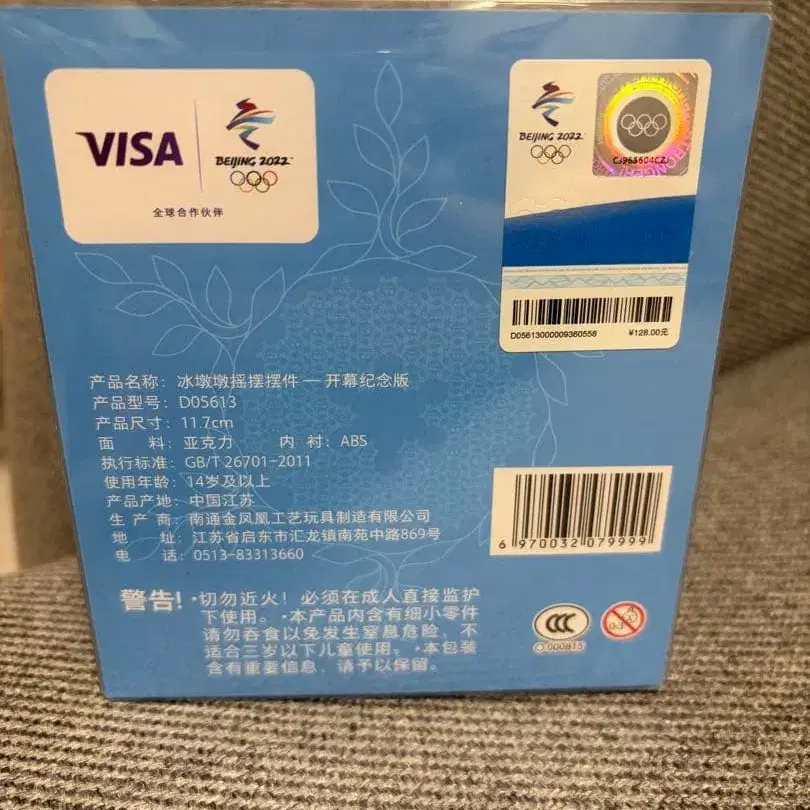 VISA
BEIJING 2022
全球合作伙伴
BEIJING 2022
CJ965604CZJ
D05613000009360558 ¥128.00元
产品名称：冰墩墩摇摆摆件 — 开幕纪念版
产品型号：D05613
产品尺寸：11.7cm
面 料：亚克力 内 衬：ABS
执行标准：GB/T 26701-2011
使用年龄：14岁及以上
产品产地：中国江苏
生 产 商：南通金凤凰工艺玩具制造有限公司
地 址：江苏省启东市汇龙镇南苑中路869号
电 话：0513-83313660
6 970032 079999
警告！·切勿近火！必须在成人直接监护
下使用。·本产品内含有细小零件
请勿吞食以免发生窒息危险，不
适合三岁以下儿童使用。·本包装
含有重要信息，请予以保留。
CCC
0-3
000815